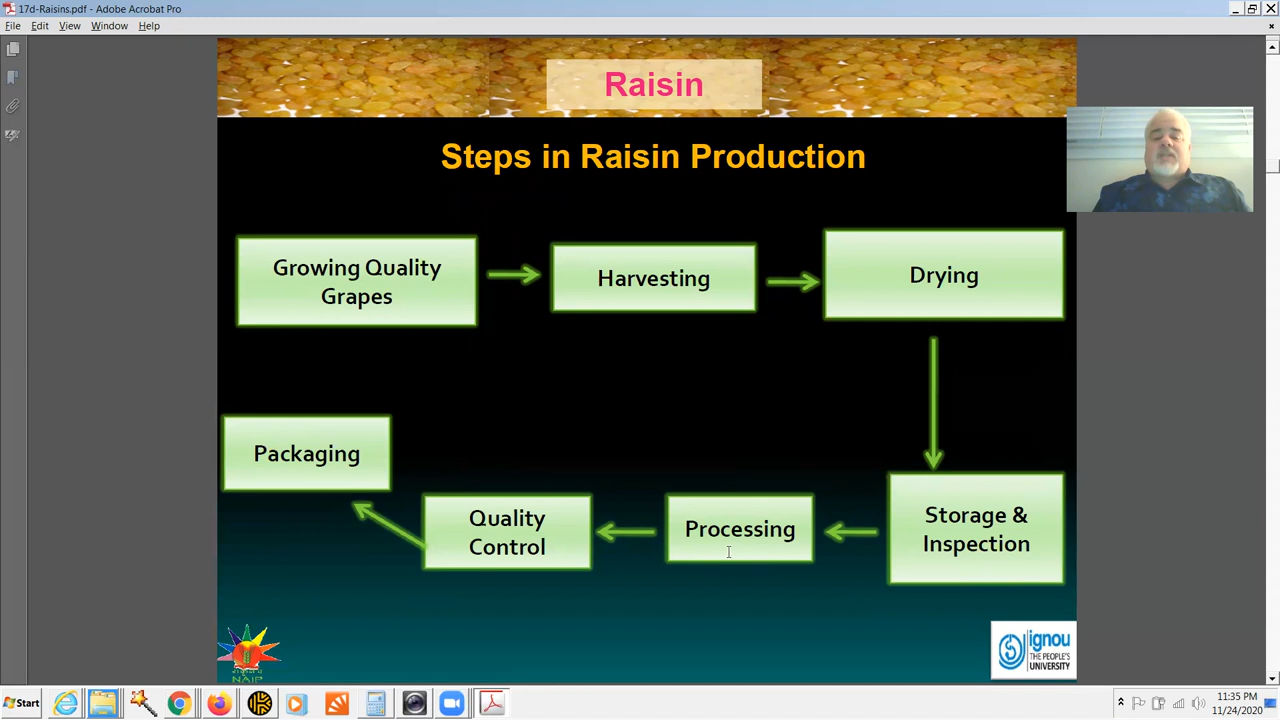 17d-Raisins.pdf - Adobe Acrobat Pro
File Edit View Window Help
Raisin
Steps in Raisin Production
Growing Quality
Grapes
Harvesting
Drying
Packaging
Quality
Control
Processing
Storage &
Inspection
NAIP
ignou
THE PEOPLE'S
UNIVERSITY
Start
11:35 PM
11/24/2020